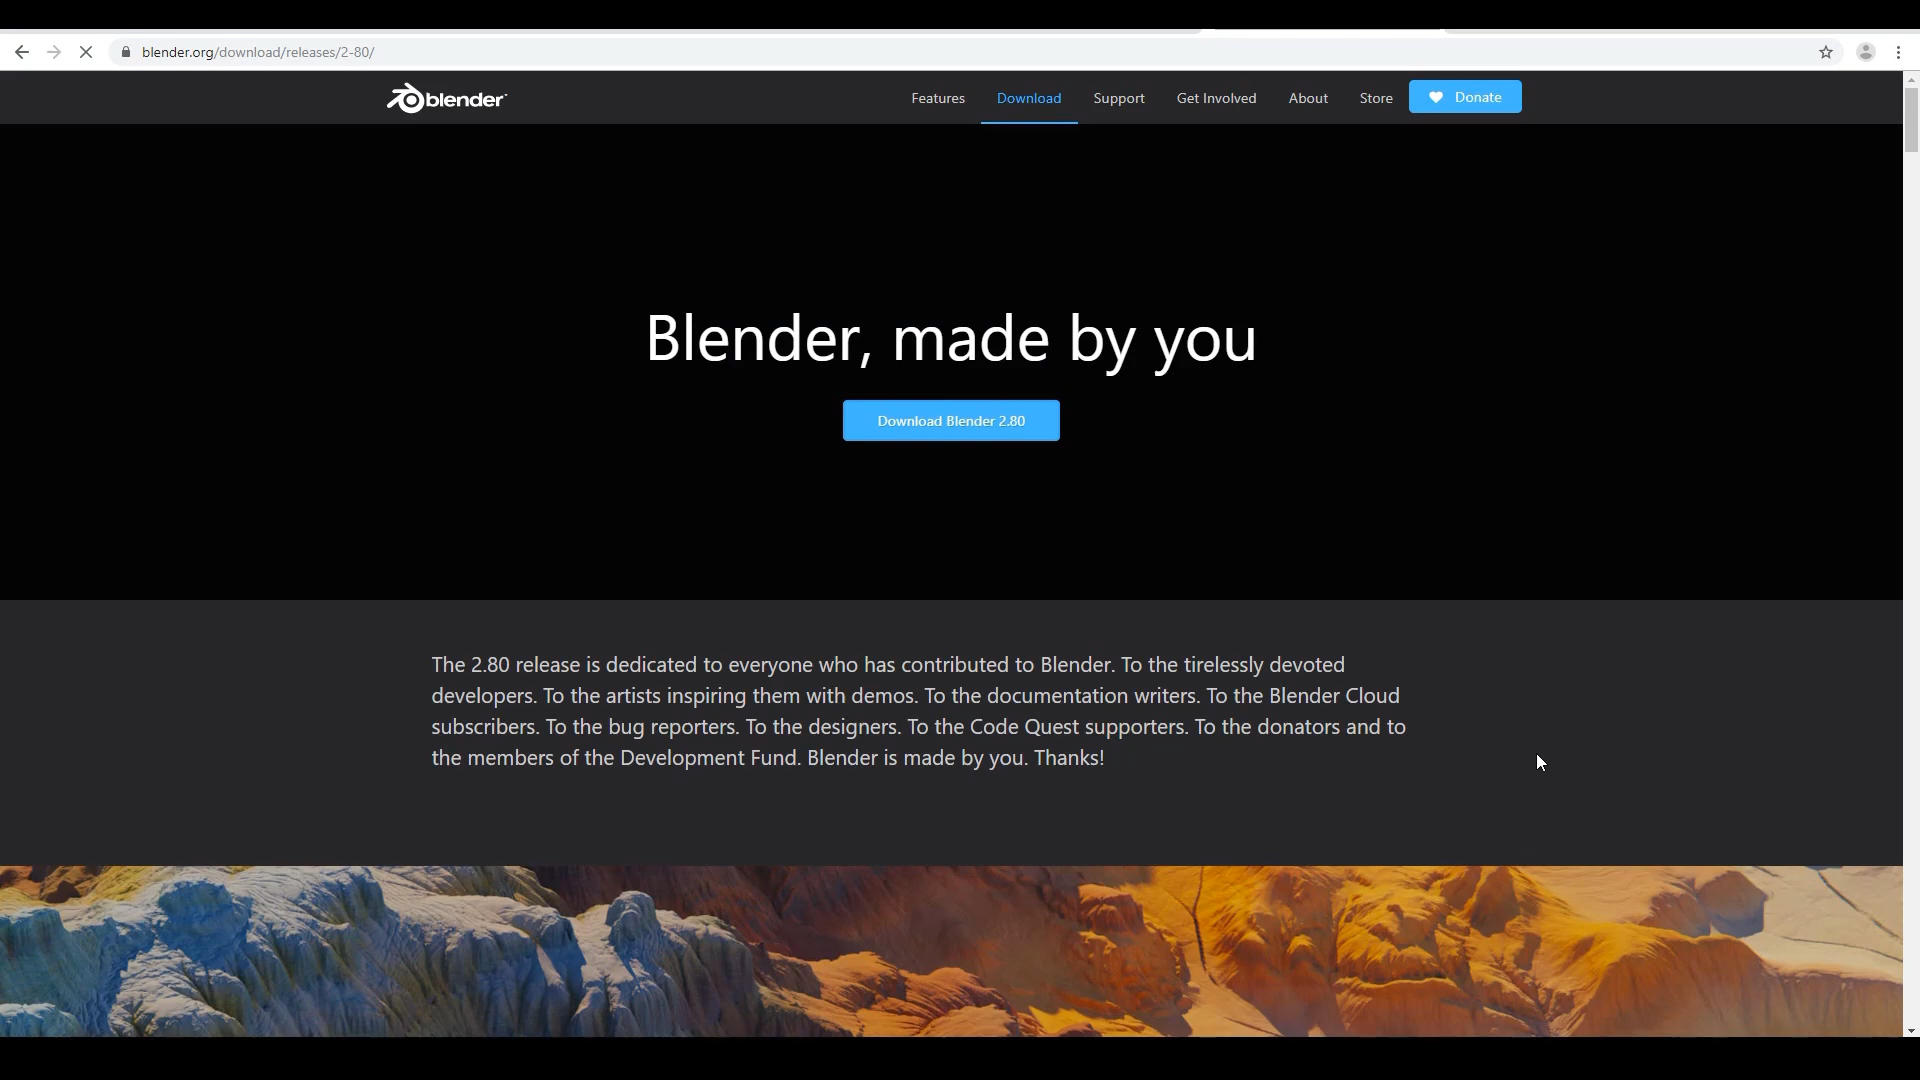 blender.org/download/releases/2-80/
blender
Features Download Support Get Involved About Store Donate
Blender, made by you
Download Blender 2.80
The 2.80 release is dedicated to everyone who has contributed to Blender. To the tirelessly devoted
developers. To the artists inspiring them with demos. To the documentation writers. To the Blender Cloud
subscribers. To the bug reporters. To the designers. To the Code Quest supporters. To the donators and to
the members of the Development Fund. Blender is made by you. Thanks!